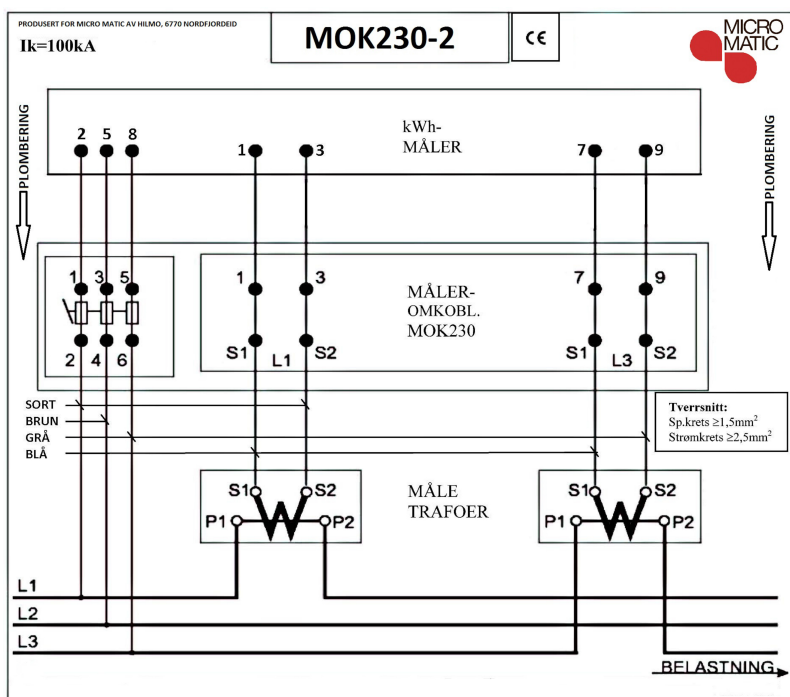 PRODUSERT FOR MICRO MATIC AV HILMO, 6770 NORDFJORDEID
Ik=100kA
MOK230-2
CE
MICRO
MATIC
PLOMBERING
2 5 8 1 3 7 9
kWh-
MÅLER
PLOMBERING
1 3 5 1 3 7 9
MÅLER-
OMKOBL.
MOK230
2 4 6 S1 L1 S2 S1 L3 S2
SORT
BRUN
GRÅ
BLÅ
Tverrsnitt:
Sp.krets ≥1,5mm²
Strømkrets ≥2,5mm²
S1 S2 S1 S2
MÅLE
TRAFOER
P1 P2 P1 P2
L1
L2
L3
BELASTNING